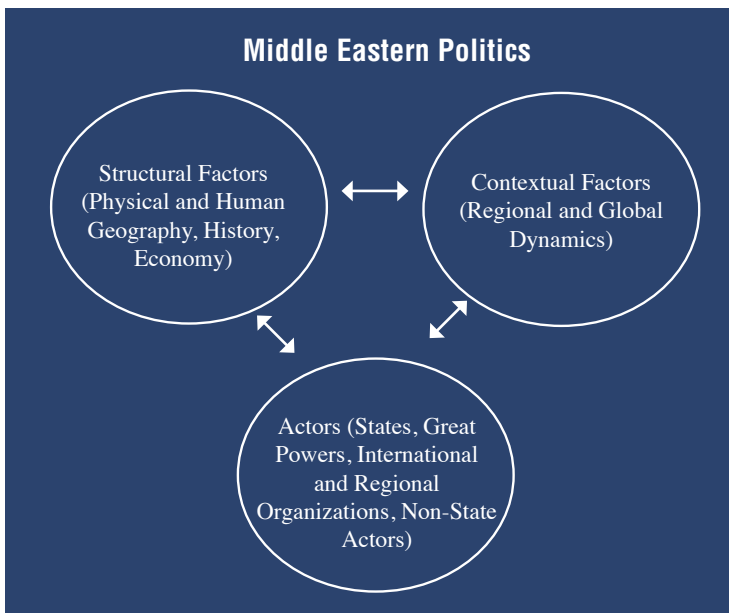 Middle Eastern Politics
Structural Factors
(Physical and Human
Geography, History,
Economy)
Contextual Factors
(Regional and Global
Dynamics)
Actors (States, Great
Powers, International
and Regional
Organizations, Non-State
Actors)